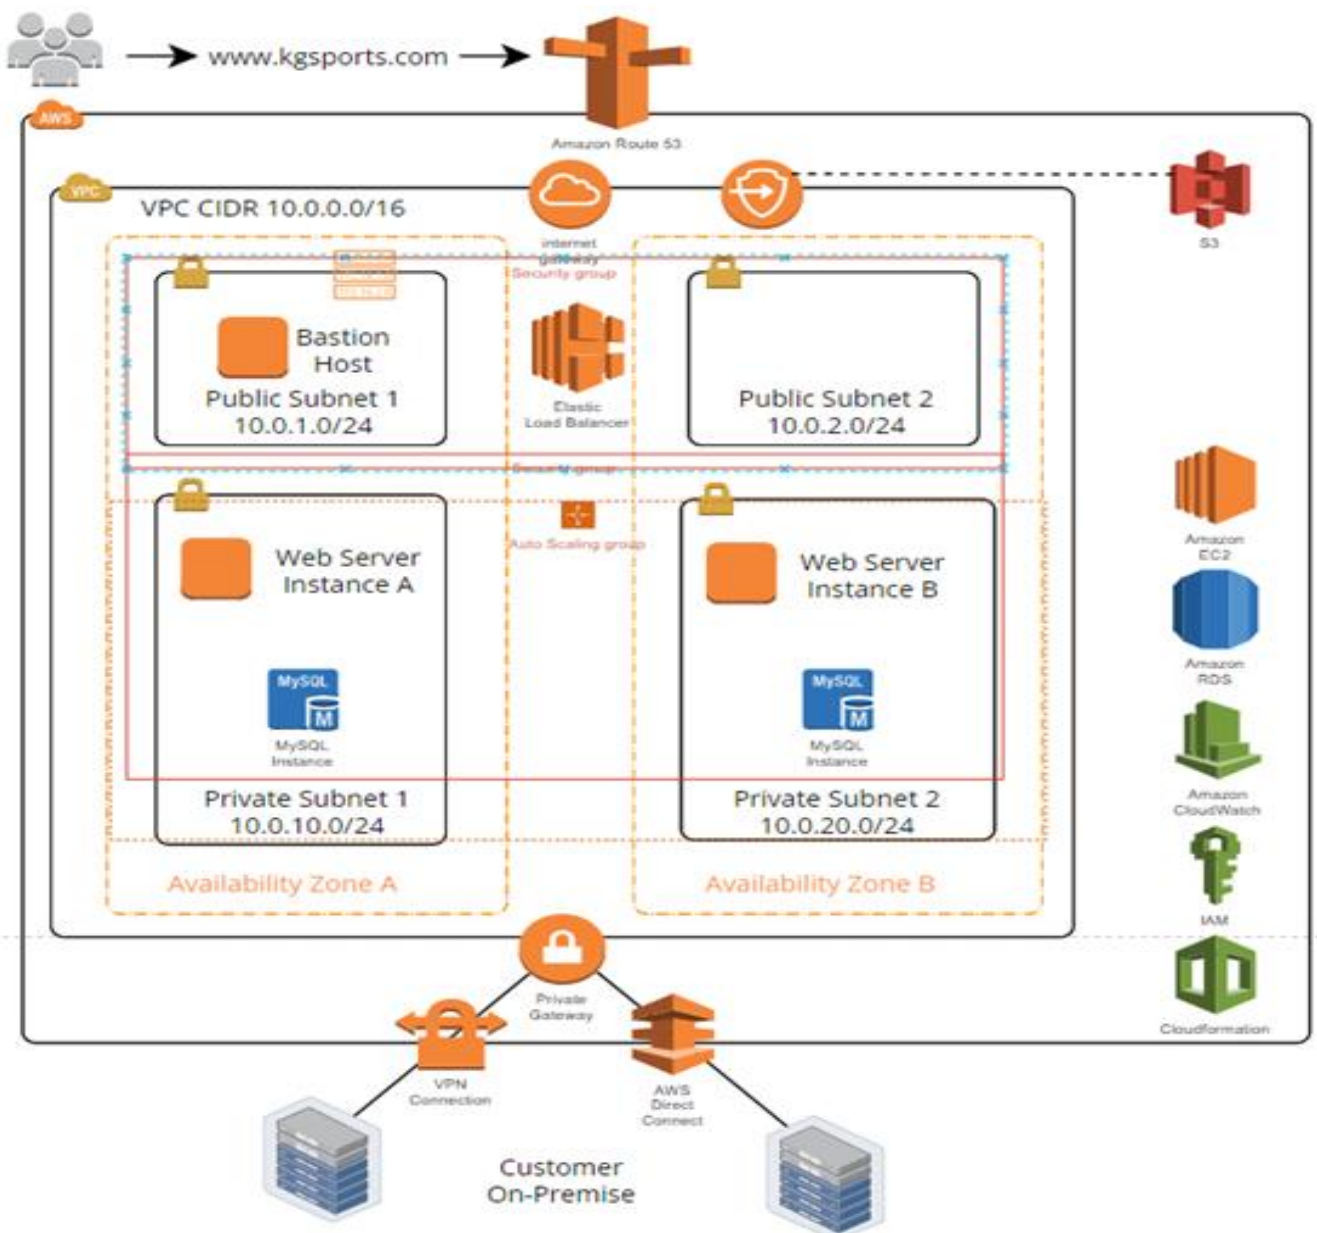 www.kgsports.com
AWS
Amazon Route 53
VPC
VPC CIDR 10.0.0.0/16
S3
internet
gateway
Security group
Bastion
Host
Public Subnet 1
10.0.1.0/24
Elastic
Load Balancer
Public Subnet 2
10.0.2.0/24
Security group
Auto Scaling group
Amazon
EC2
Web Server
Instance A
Web Server
Instance B
Amazon
RDS
MySQL
M
MySQL
Instance
MySQL
M
MySQL
Instance
Private Subnet 1
10.0.10.0/24
Private Subnet 2
10.0.20.0/24
Amazon
CloudWatch
Availability Zone A
Availability Zone B
IAM
Private
Gateway
Cloudformation
VPN
Connection
AWS
Direct
Connect
Customer
On-Premise